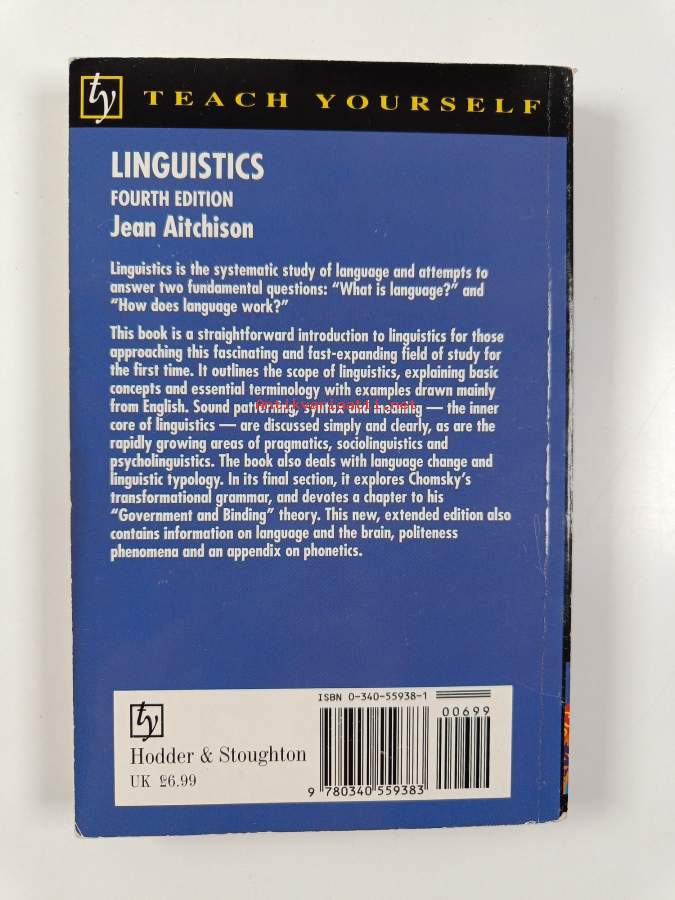 ty TEACH YOURSELF
LINGUISTICS
FOURTH EDITION
Jean Aitchison
Linguistics is the systematic study of language and attempts to
answer two fundamental questions: “What is language?” and
“How does language work?”
This book is a straightforward introduction to linguistics for those
approaching this fascinating and fast-expanding field of study for
the first time. It outlines the scope of linguistics, explaining basic
concepts and essential terminology with examples drawn mainly
from English. Sound patterning, syntax and meaning — the inner
core of linguistics — are discussed simply and clearly, as are the
rapidly growing areas of pragmatics, sociolinguistics and
psycholinguistics. The book also deals with language change and
linguistic typology. In its final section, it explores Chomsky’s
transformational grammar, and devotes a chapter to his
“Government and Binding” theory. This new, extended edition also
contains information on language and the brain, politeness
phenomena and an appendix on phonetics.
ISBN 0-340-55938-1
00699
ty
Hodder & Stoughton
UK £6.99
9 780340 559383